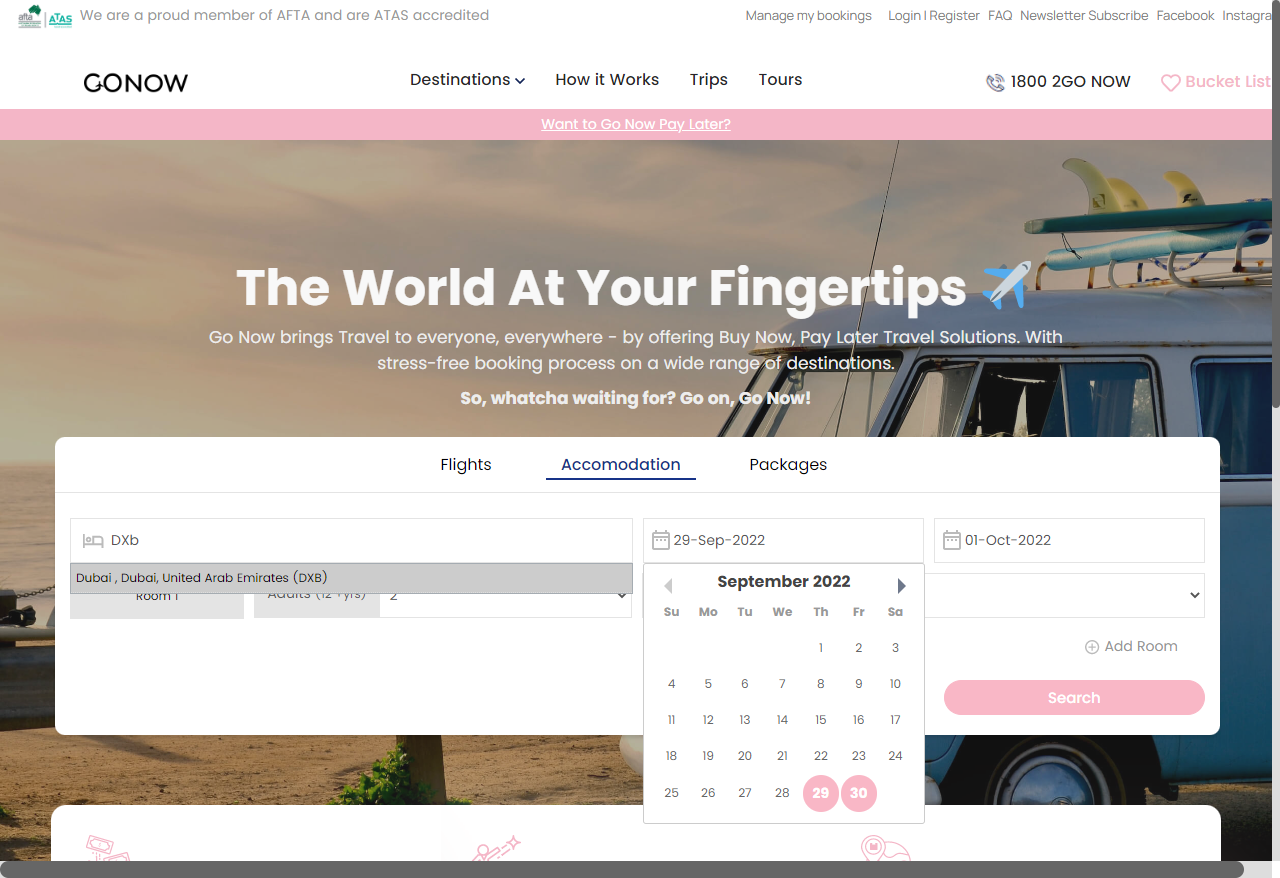 afta
ATAS
We are a proud member of AFTA and are ATAS accredited
Manage my bookings Login | Register FAQ Newsletter Subscribe Facebook Instagra
GO NOW
Destinations How it Works Trips Tours
1800 2GO NOW
Bucket List
Want to Go Now Pay Later?
The World At Your Fingertips
Go Now brings Travel to everyone, everywhere - by offering Buy Now, Pay Later Travel Solutions. With
stress-free booking process on a wide range of destinations.
So, whatcha waiting for? Go on, Go Now!
Flights Accomodation Packages
DXb
29-Sep-2022
01-Oct-2022
Dubai , Dubai, United Arab Emirates (DXB)
Room 1
Adults (12 +yrs)
2
September 2022
Su Mo Tu We Th Fr Sa
1 2 3
4 5 6 7 8 9 10
11 12 13 14 15 16 17
18 19 20 21 22 23 24
25 26 27 28 29 30
Add Room
Search